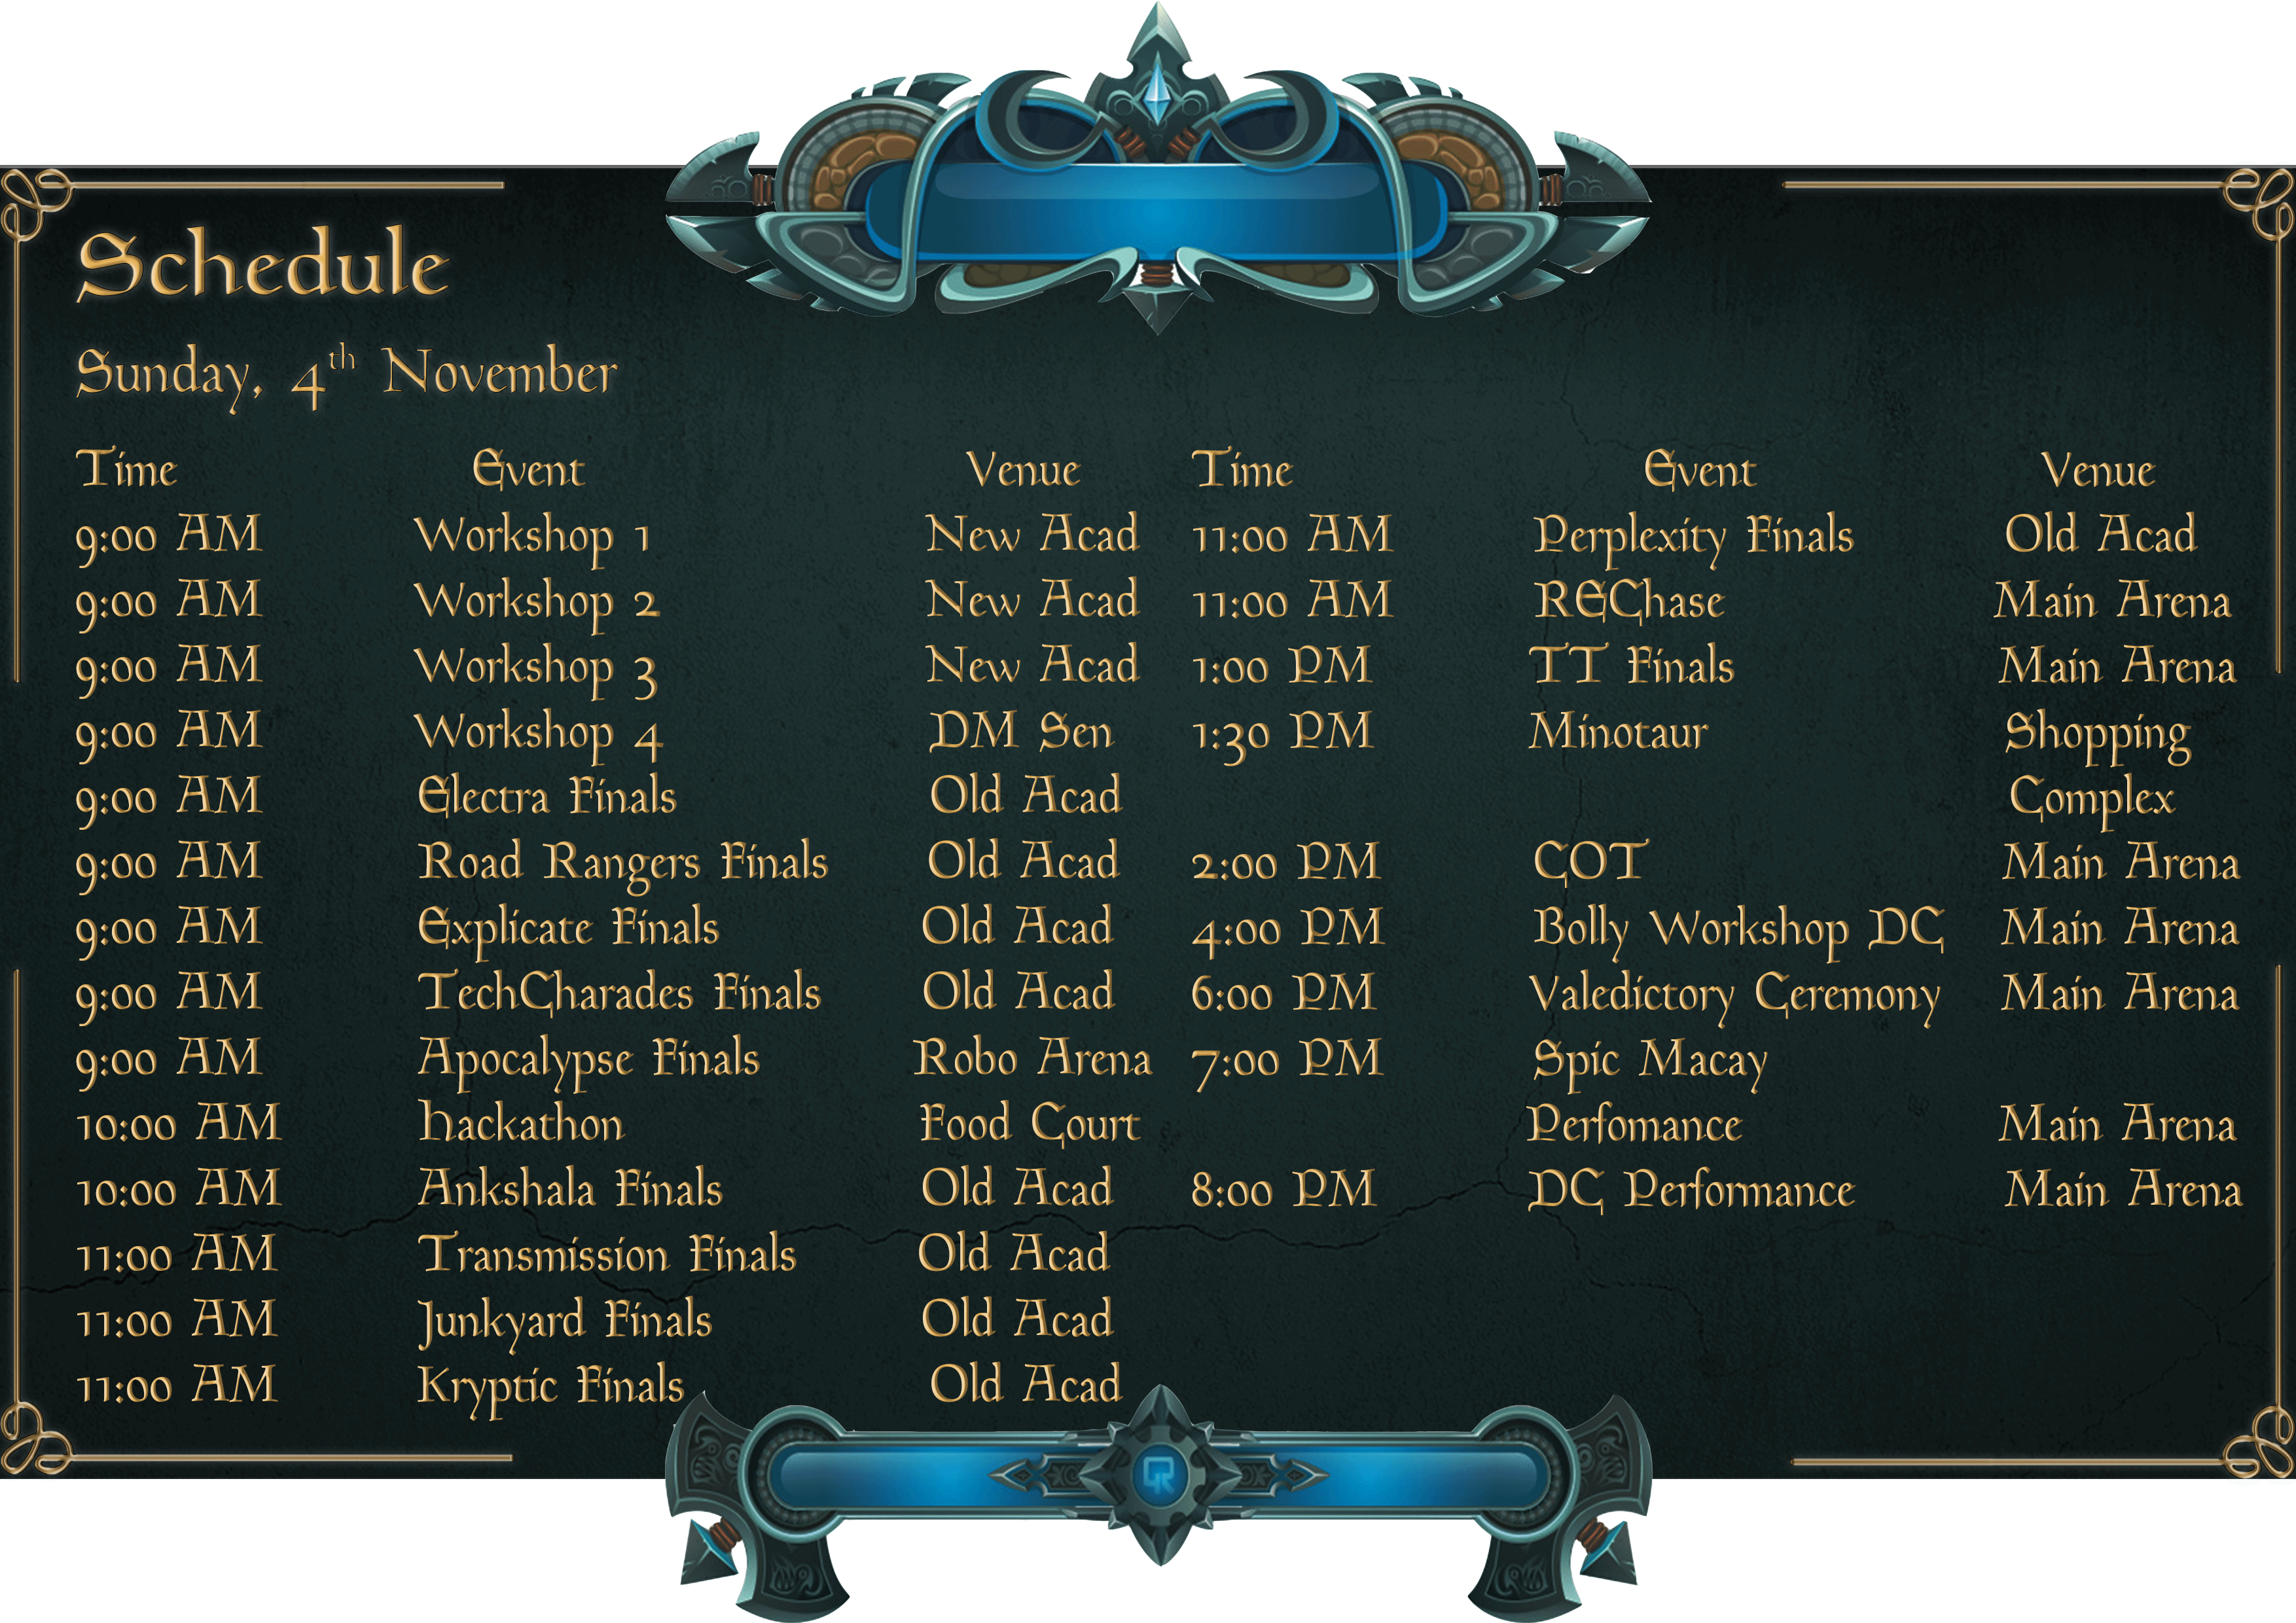 Schedule
Sunday, 4th November
Time Event Venue
9:00 AM Workshop 1 New Acad
9:00 AM Workshop 2 New Acad
9:00 AM Workshop 3 New Acad
9:00 AM Workshop 4 DM Sen
9:00 AM Electra Finals Old Acad
9:00 AM Road Rangers Finals Old Acad
9:00 AM Explicate Finals Old Acad
9:00 AM TechCharades Finals Old Acad
9:00 AM Apocalypse Finals Robo Arena
10:00 AM Hackathon Food Court
10:00 AM Ankshala Finals Old Acad
11:00 AM Transmission Finals Old Acad
11:00 AM Junkyard Finals Old Acad
11:00 AM Kryptic Finals Old Acad
Time Event Venue
11:00 AM Perplexity Finals Old Acad
11:00 AM REChase Main Arena
1:00 PM TT Finals Main Arena
1:30 PM Minotaur Shopping
Complex
2:00 PM COT Main Arena
4:00 PM Bolly Workshop DC Main Arena
6:00 PM Valedictory Ceremony Main Arena
7:00 PM Spic Macay
Perfomance Main Arena
8:00 PM DC Performance Main Arena